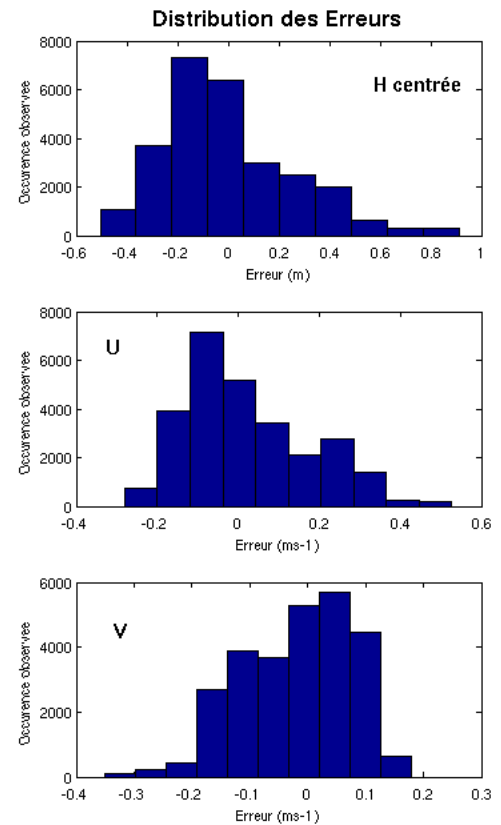 Distribution des Erreurs
8000
6000
4000
2000
0
Occurence observee
H centrée
-0.6 -0.4 -0.2 0 0.2 0.4 0.6 0.8 1
Erreur (m)
8000
6000
4000
2000
0
Occurence observee
U
-0.4 -0.2 0 0.2 0.4 0.6
Erreur (ms-1)
6000
4000
2000
0
Occurence observee
V
-0.4 -0.3 -0.2 -0.1 0 0.1 0.2 0.3
Erreur (ms-1)